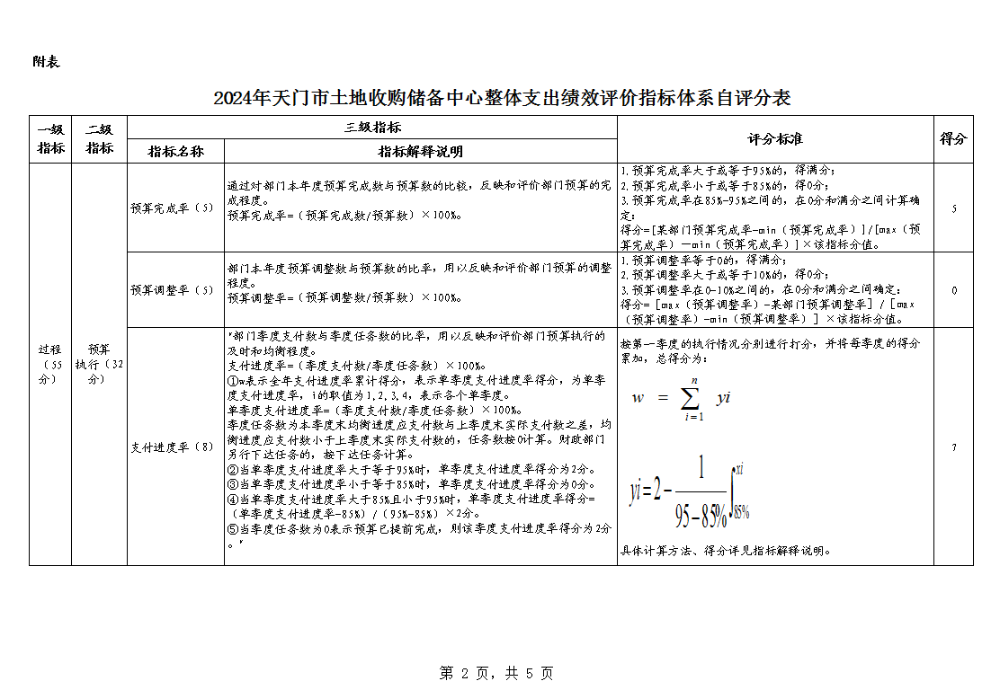 附表
2024年天门市土地收购储备中心整体支出绩效评价指标体系自评分表
一级
指标
二级
指标
三级指标
评分标准
得分
指标名称
指标解释说明
过程
（55
分）
预算
执行（32
分）
预算完成率（5）
通过对部门本年度预算完成数与预算数的比较，反映和评价部门预算的完
成程度。
预算完成率=（预算完成数/预算数）×100%。
1.预算完成率大于或等于95%的，得满分；
2.预算完成率小于或等于85%的，得0分；
3.预算完成率在85%-95%之间的，在0分和满分之间计算确
定：
得分=[某部门预算完成率-min（预算完成率）]/[max（预
算完成率）－min（预算完成率）]×该指标分值。
5
预算调整率（5）
部门本年度预算调整数与预算数的比率，用以反映和评价部门预算的调整
程度。
预算调整率=（预算调整数/预算数）×100%。
1.预算调整率等于0的，得满分；
2.预算调整率大于或等于10%的，得0分；
3.预算调整率在0-10%之间的，在0分和满分之间确定：
得分=［max（预算调整率）-某部门预算调整率］/［max
（预算调整率）-min（预算调整率）］×该指标分值。
0
支付进度率（8）
"部门季度支付数与季度任务数的比率，用以反映和评价部门预算执行的
及时和均衡程度。
支付进度率=（季度支付数/季度任务数）×100%。
①w表示全年支付进度率累计得分，表示单季度支付进度率得分，为单季
度支付进度率，i的取值为1.2.3.4，表示各个单季度。
单季度支付进度率=（季度支付数/季度任务数）×100%。
季度任务数为本季度末均衡进度应支付数与上季度末实际支付数之差，均
衡进度应支付数小于上季度末实际支付数的，任务数按0计算。财政部门
另行下达任务的，按下达任务计算。
②当单季度支付进度率大于等于95%时，单季度支付进度率得分为2分。
③当单季度支付进度率小于等于85%时，单季度支付进度率得分为0分。
④当单季度支付进度率大于85%且小于95%时，单季度支付进度率得分=
（单季度支付进度率-85%）/（95%-85%）×2分。
⑤当季度任务数为0表示预算已提前完成，则该季度支付进度率得分为2分
。"
按第一季度的执行情况分别进行打分，并将每季度的得分
累加，总得分为：
w = ∑_{i=1}^{n} yi
yi=2-\frac{1}{95-85%}∫_{85%}^{xi}
具体计算方法、得分详见指标解释说明。
7
第 2 页，共 5 页